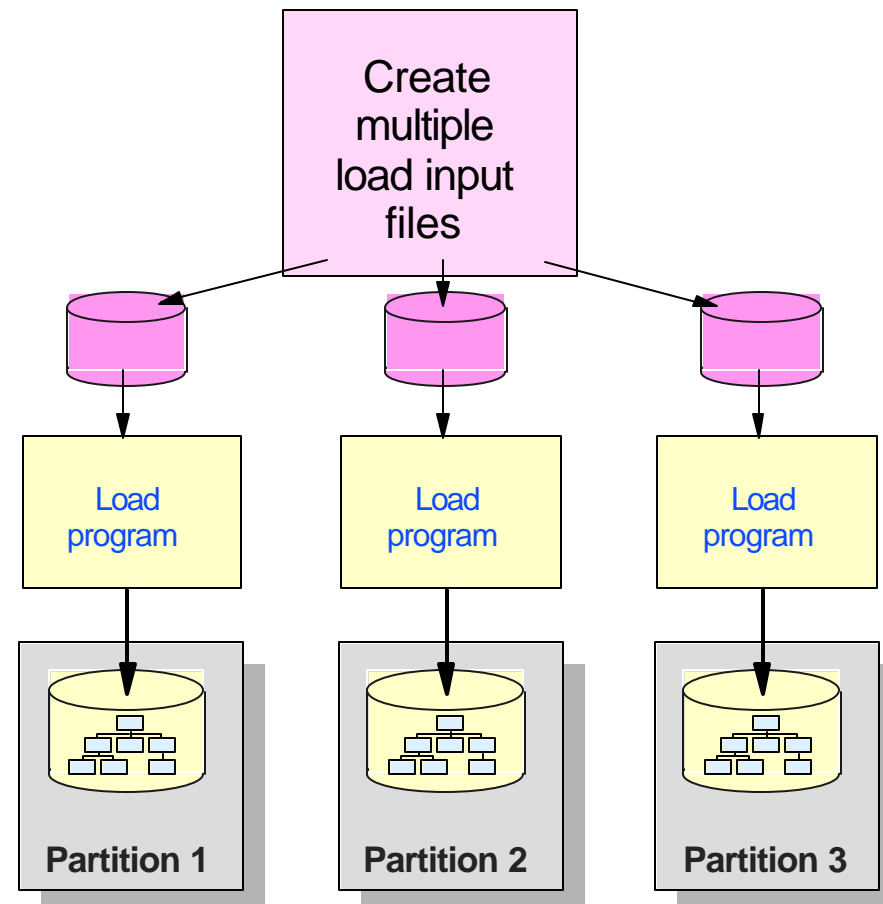 Create
multiple
load input
files
Load
program
Load
program
Load
program
Partition 1
Partition 2
Partition 3